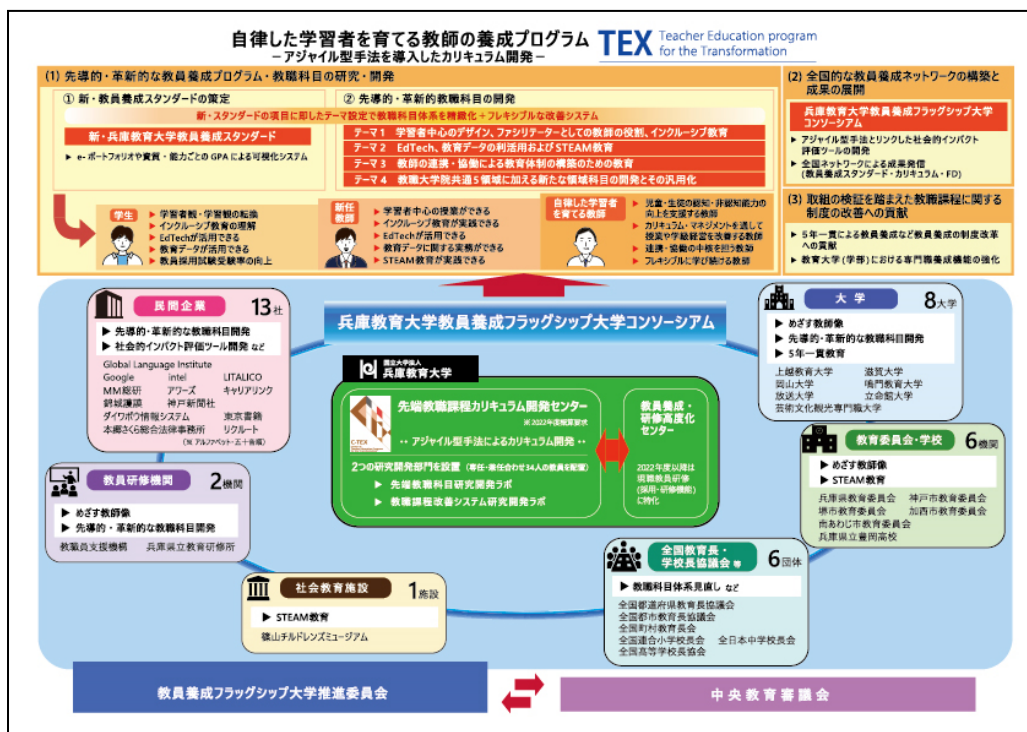 自律した学習者を育てる教師の養成プログラム
－アジャイル型手法を導入したカリキュラム開発－
TEX Teacher Education program
for the Transformation
(1) 先導的・革新的な教員養成プログラム・教職科目の研究・開発
① 新・教員養成スタンダードの策定
② 先導的・革新的教職科目の開発
新・スタンダードの項目に即したテーマ設定で教職科目体系を精緻化＋フレキシブルな改善システム
新・兵庫教育大学教員養成スタンダード
▶ e-ポートフォリオや資質・能力ごとのGPAによる可視化システム
テーマ1 学習者中心のデザイン、ファシリテーターとしての教師の役割、インクルーシブ教育
テーマ2 EdTech、教育データの利活用およびSTEAM教育
テーマ3 教師の連携・協働による教育体制の構築のための教育
テーマ4 教職大学院共通5領域に加える新たな領域科目の開発とその汎用化
学生
▶ 学習者観・学習観の転換
▶ インクルーシブ教育の理解
▶ EdTechが活用できる
▶ 教育データが活用できる
▶ 教員採用試験受験率の向上
新任
教師
▶ 学習者中心の授業ができる
▶ インクルーシブ教育が実践できる
▶ EdTechが活用できる
▶ 教育データに関する実務ができる
▶ STEAM教育が実践できる
自律した学習者
を育てる教師
▶ 児童・生徒の認知・非認知能力の
向上を支援する教師
▶ カリキュラム・マネジメントを通して
授業や学級経営を改善する教師
▶ 連携・協働の中核を担う教師
▶ フレキシブルに学び続ける教師
(2) 全国的な教員養成ネットワークの構築と
成果の展開
兵庫教育大学教員養成フラッグシップ大学
コンソーシアム
▶ アジャイル型手法とリンクした社会的インパクト
評価ツールの開発
▶ 全国ネットワークによる成果発信
(教員養成スタンダード・カリキュラム・FD)
(3) 取組の検証を踏まえた教職課程に関する
制度の改善への貢献
▶ 5年一貫による教員養成など教員養成の制度改革
への貢献
▶ 教育大学(学部)における専門職養成機能の強化
兵庫教育大学教員養成フラッグシップ大学コンソーシアム
民間企業 13社
▶ 先導的・革新的な教職科目開発
▶ 社会的インパクト評価ツール開発 など
Global Language Institute
Google intel LITALICO
MM総研 アワーズ キャリアリンク
錦城護謨 神戸新聞社
ダイワボウ情報システム 東京書籍
本郷さくら総合法律事務所 リクルート
(※ アルファベット・五十音順)
国立大学法人
兵庫教育大学
C-TEX
先端教職課程カリキュラム開発センター
※2022年度概算要求
・・アジャイル型手法によるカリキュラム開発・・
2つの研究開発部門を設置 (専任・兼任合わせ34人の教員を配置)
▶ 先端教職科目研究開発ラボ
▶ 教職課程改善システム研究開発ラボ
教員養成・
研修高度化
センター
2022年度以降は
現職教員研修
(採用・研修機能)
に特化
大学 8大学
▶ めざす教師像
▶ 先導的・革新的な教職科目開発
▶ 5年一貫教育
上越教育大学 滋賀大学
岡山大学 鳴門教育大学
放送大学 立命館大学
芸術文化観光専門職大学
教育委員会・学校 6機関
▶ めざす教師像
▶ STEAM教育
兵庫県教育委員会 神戸市教育委員会
堺市教育委員会 加西市教育委員会
南あわじ市教育委員会
兵庫県立豊岡高校
教員研修機関 2機関
▶ めざす教師像
▶ 先導的・革新的な教職科目開発
教職員支援機構 兵庫県立教育研修所
社会教育施設 1施設
▶ STEAM教育
篠山チルドレンズミュージアム
全国教育長・
学校長協議会 等 6団体
▶ 教職科目体系見直し など
全国都道府県教育長協議会
全国都市教育長協議会
全国町村教育長会
全国連合小学校長会 全日本中学校長会
全国高等学校長協会
教員養成フラッグシップ大学推進委員会
中央教育審議会